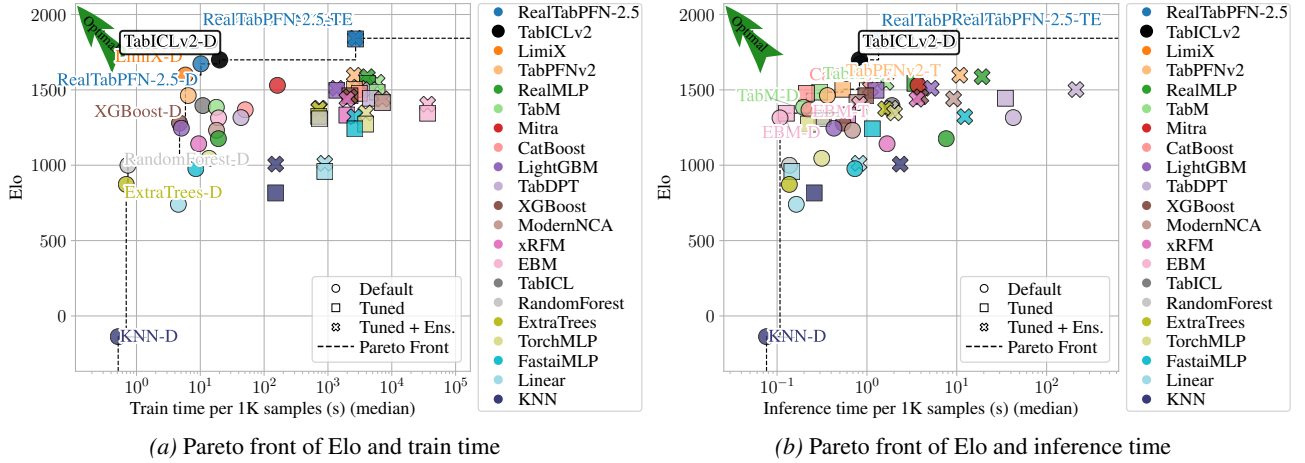 Optimal
RealTabPFN-2.5-TE
TabICLv2-D
LimiX-D
RealTabPFN-2.5-D
XGBoost-D
RandomForest-D
ExtraTrees-D
KNN-D
2000
1500
1000
500
0
Elo
10^0
10^1
10^2
10^3
10^4
10^5
Train time per 1K samples (s) (median)
Default
Tuned
Tuned + Ens.
Pareto Front
RealTabPFN-2.5
TabICLv2
LimiX
TabPFNv2
RealMLP
TabM
Mitra
CatBoost
LightGBM
TabDPT
XGBoost
ModernNCA
xRFM
EBM
TabICL
RandomForest
ExtraTrees
TorchMLP
FastaiMLP
Linear
KNN
(a) Pareto front of Elo and train time
Optimal
RealTabPFN-2.5-TE
TabICLv2-D
TabPFNv2-T
TabM-D
EBM-T
EBM-D
KNN-D
2000
1500
1000
500
0
Elo
10^-1
10^0
10^1
10^2
Inference time per 1K samples (s) (median)
Default
Tuned
Tuned + Ens.
Pareto Front
RealTabPFN-2.5
TabICLv2
LimiX
TabPFNv2
RealMLP
TabM
Mitra
CatBoost
LightGBM
TabDPT
XGBoost
ModernNCA
xRFM
EBM
TabICL
RandomForest
ExtraTrees
TorchMLP
FastaiMLP
Linear
KNN
(b) Pareto front of Elo and inference time